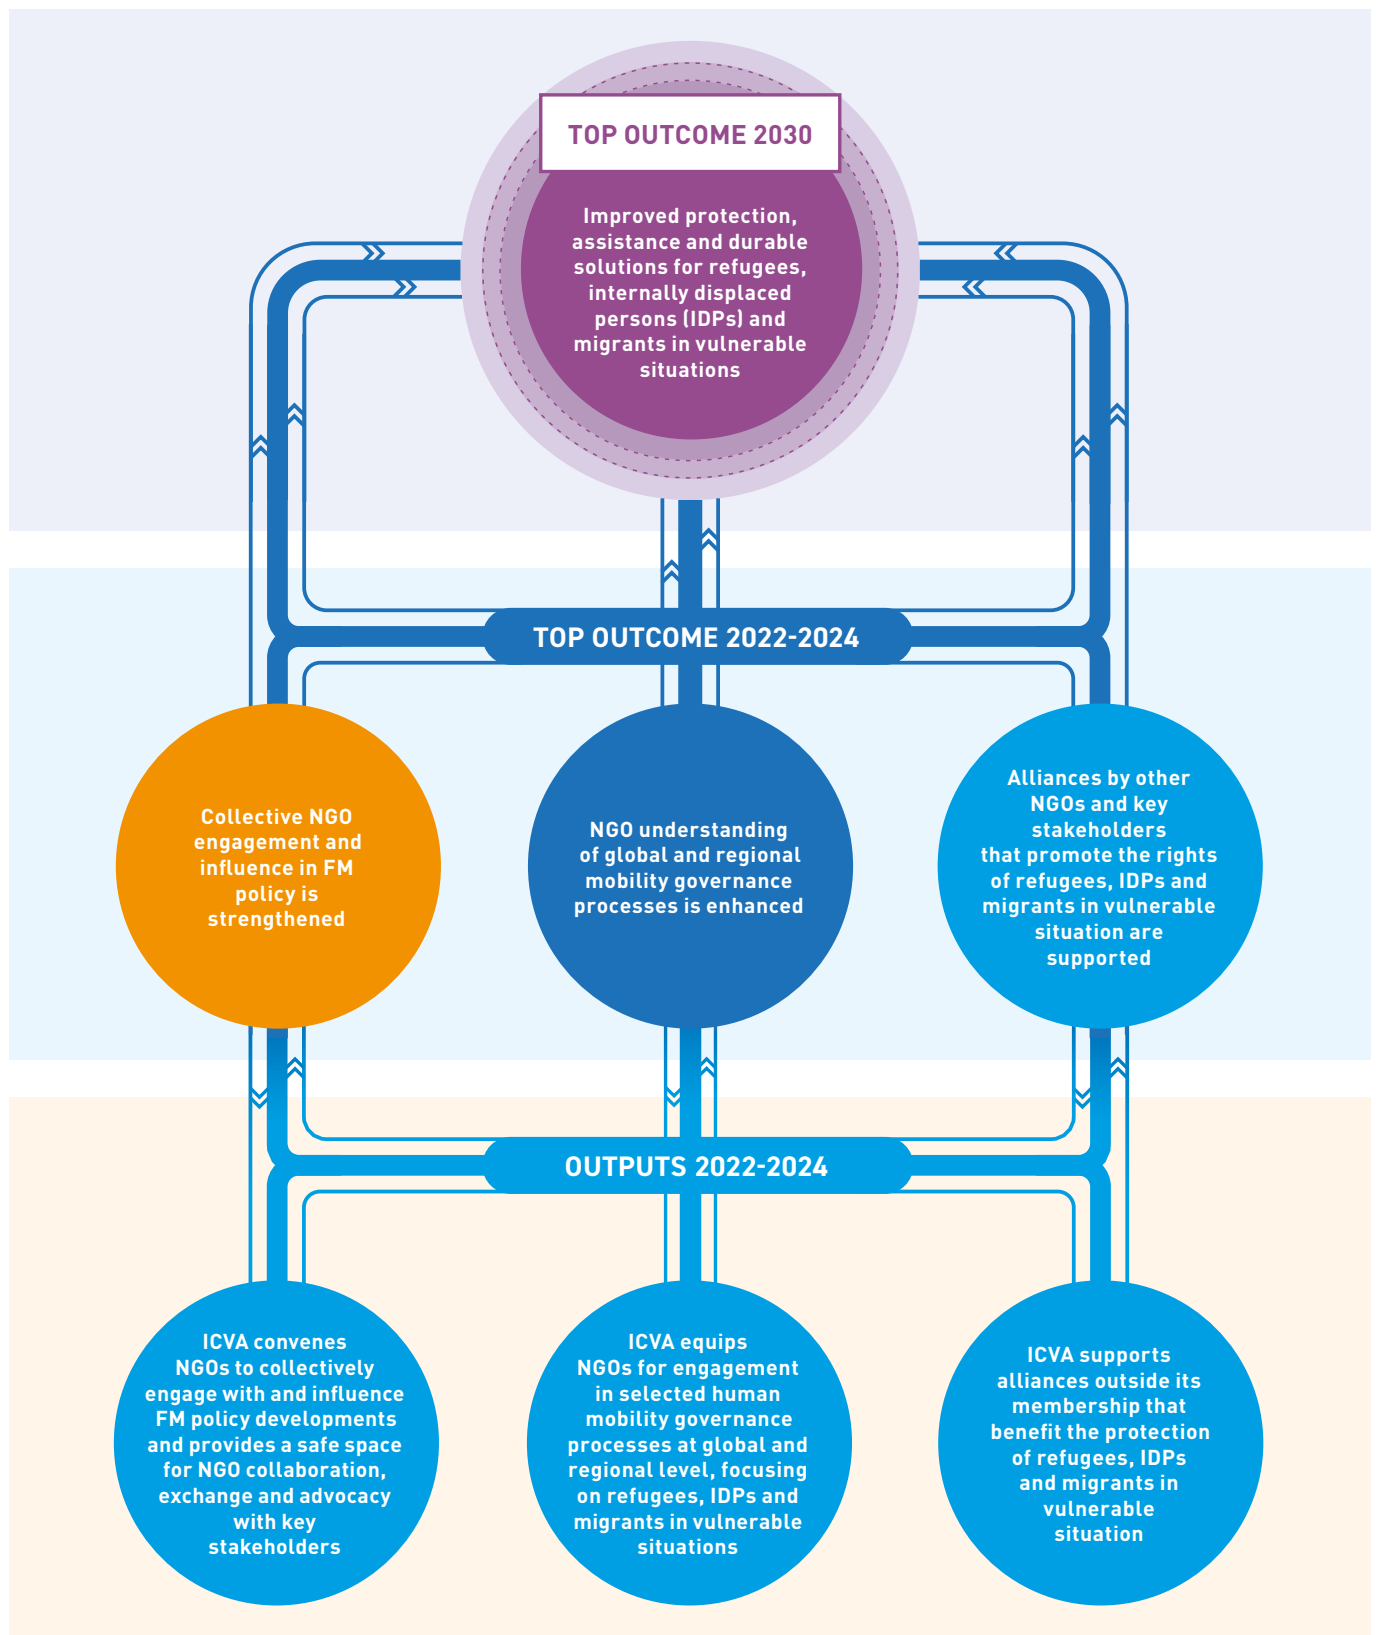 TOP OUTCOME 2030
Improved protection,
assistance and durable
solutions for refugees,
internally displaced
persons (IDPs) and
migrants in vulnerable
situations
TOP OUTCOME 2022-2024
Collective NGO
engagement and
influence in FM
policy is
strengthened
NGO understanding
of global and regional
mobility governance
processes is enhanced
Alliances by other
NGOs and key
stakeholders
that promote the rights
of refugees, IDPs and
migrants in vulnerable
situation are
supported
OUTPUTS 2022-2024
ICVA convenes
NGOs to collectively
engage with and influence
FM policy developments
and provides a safe space
for NGO collaboration,
exchange and advocacy
with key
stakeholders
ICVA equips
NGOs for engagement
in selected human
mobility governance
processes at global and
regional level, focusing
on refugees, IDPs and
migrants in vulnerable
situations
ICVA supports
alliances outside its
membership that
benefit the protection
of refugees, IDPs
and migrants in
vulnerable
situation